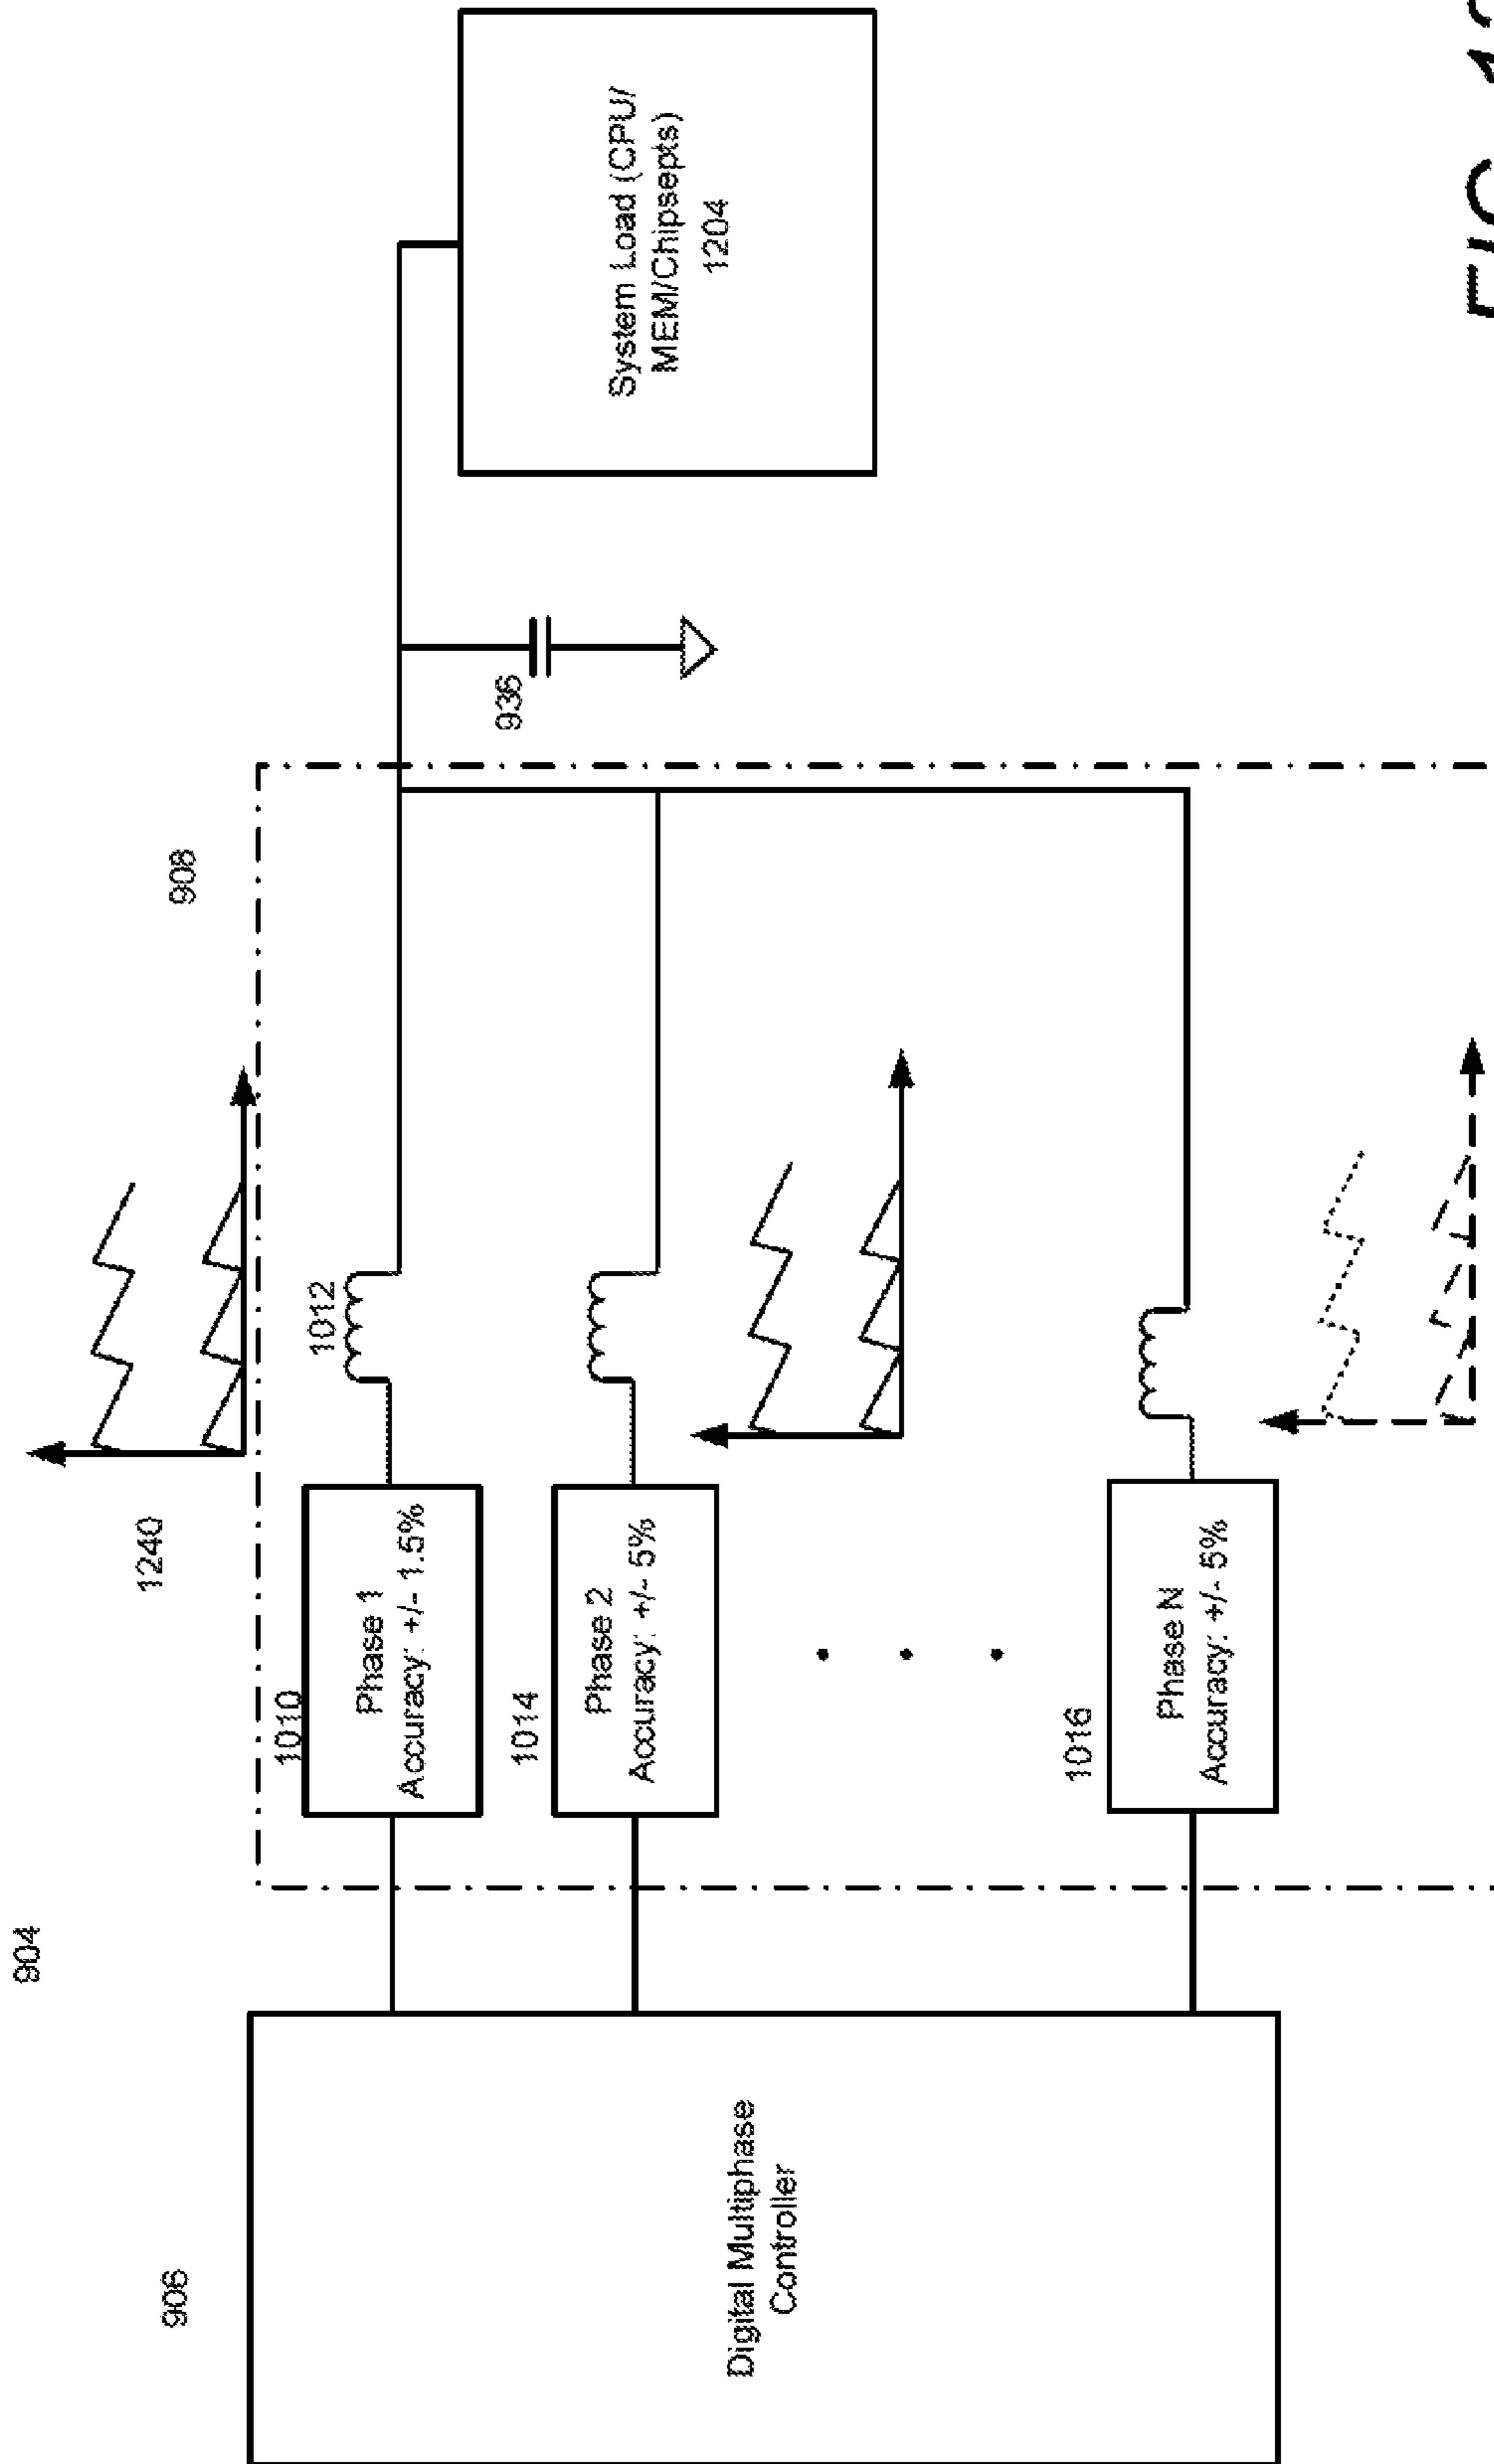 904
906
Digital Multiphase
Controller
908
1240
1010
Phase 1
Accuracy: +/- 1.5%
1012
1014
Phase 2
Accuracy: +/- 5%
1016
Phase N
Accuracy: +/- 5%
936
System Load (CPU/
MEM/Chipsepts)
1204